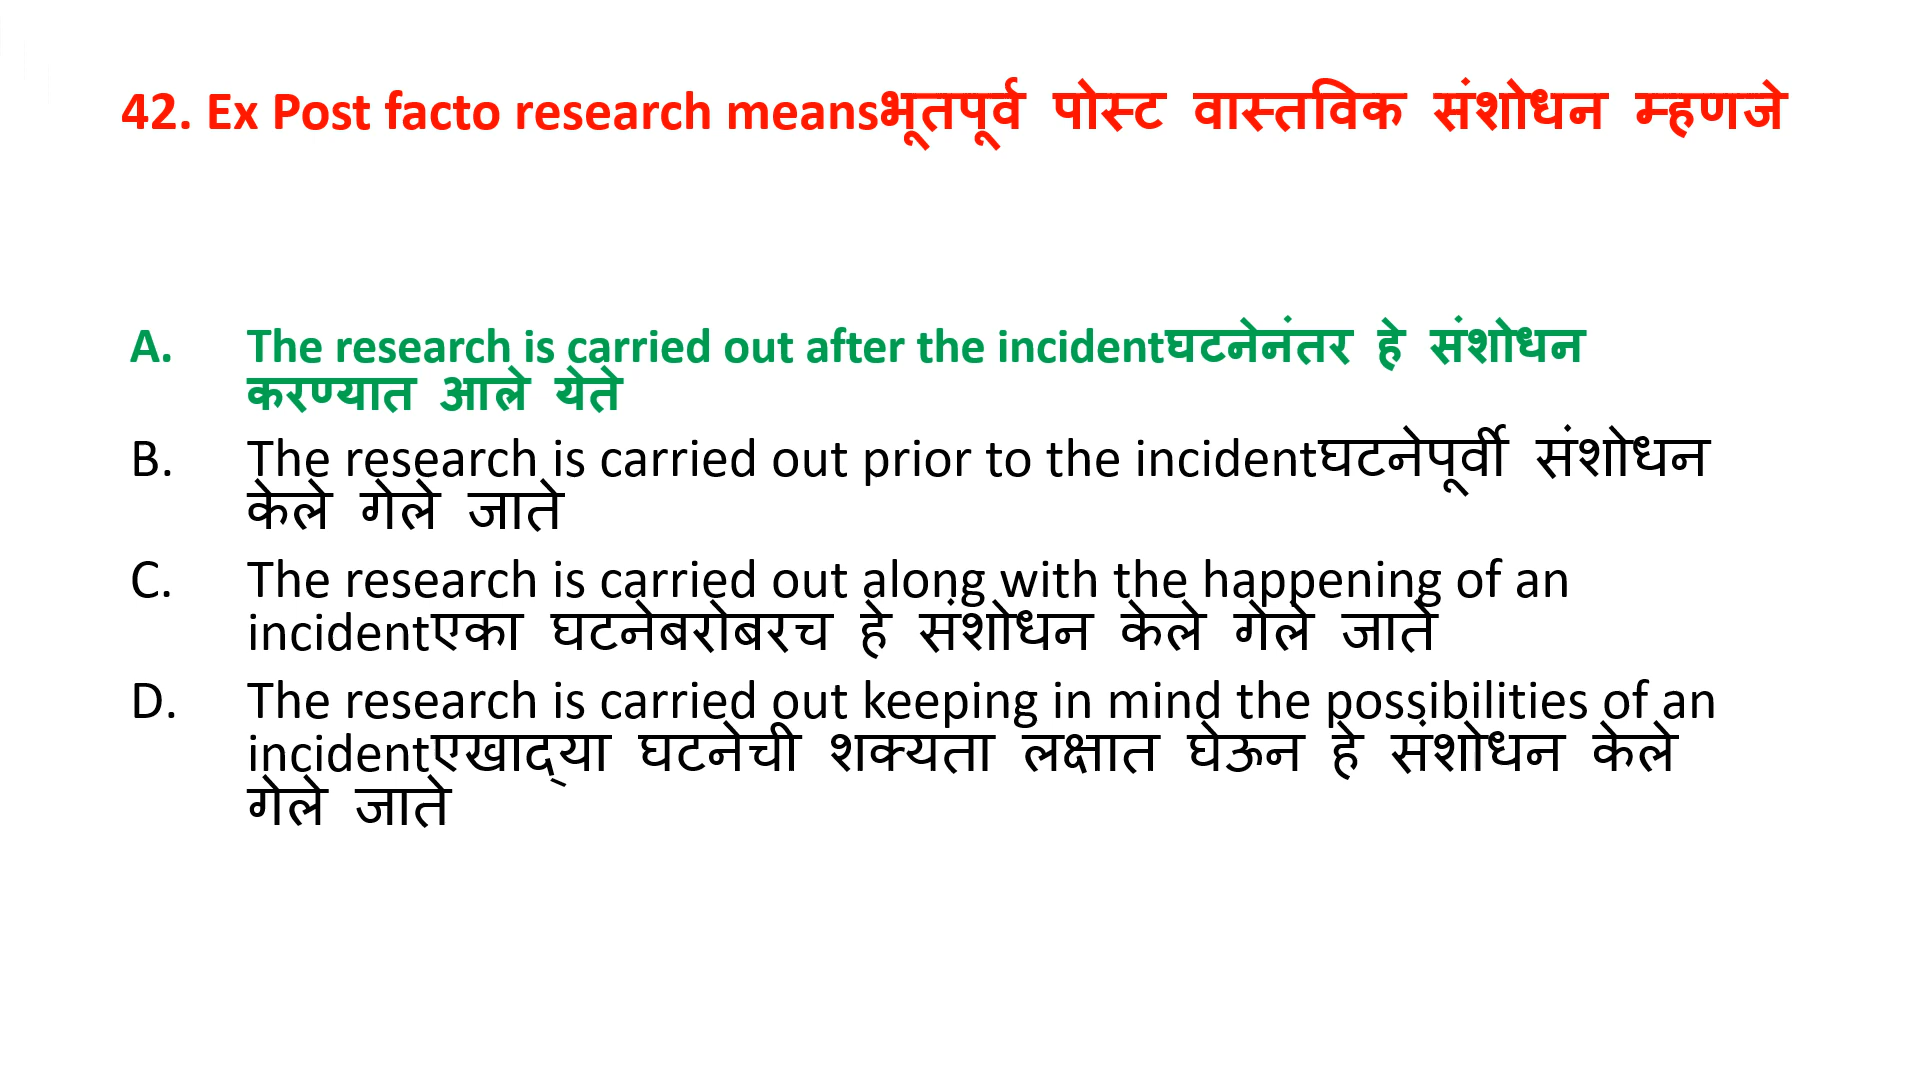 42. Ex Post facto research meansभूतपूर्व पोस्ट वास्तविक संशोधन म्हणजे
A. The research is carried out after the incidentघटनेनंतर हे संशोधन
करण्यात आले येते
B. The research is carried out prior to the incidentघटनेपूर्वी संशोधन
केले गेले जाते
C. The research is carried out along with the happening of an
incidentएका घटनेबरोबरच हे संशोधन केले गेले जाते
D. The research is carried out keeping in mind the possibilities of an
incidentएखाद्या घटनेची शक्यता लक्षात घेऊन हे संशोधन केले
गेले जाते